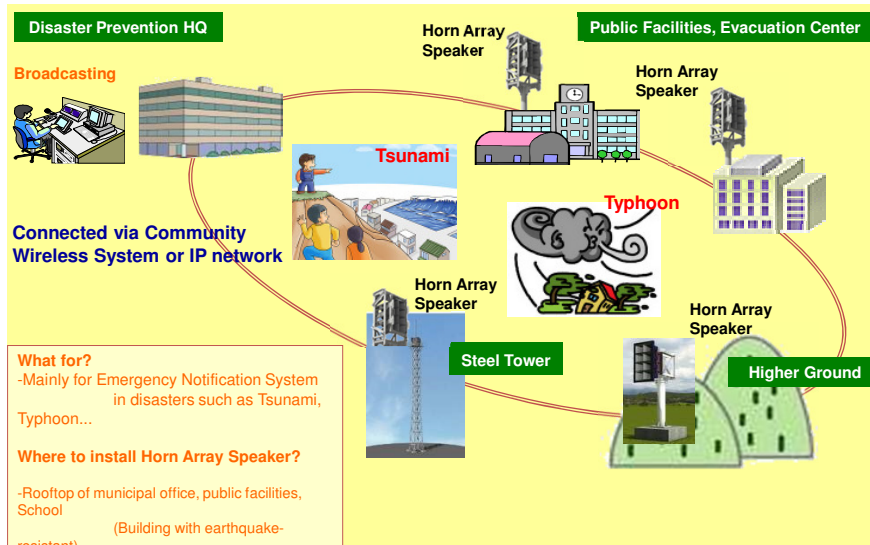 Disaster Prevention HQ
Horn Array
Speaker
Public Facilities, Evacuation Center
Broadcasting
Horn Array
Speaker
Tsunami
Typhoon
Connected via Community
Wireless System or IP network
Horn Array
Speaker
Horn Array
Speaker
Steel Tower
Higher Ground
What for?
-Mainly for Emergency Notification System
in disasters such as Tsunami,
Typhoon...
Where to install Horn Array Speaker?
-Rooftop of municipal office, public facilities,
School
(Building with earthquake-
resistant)